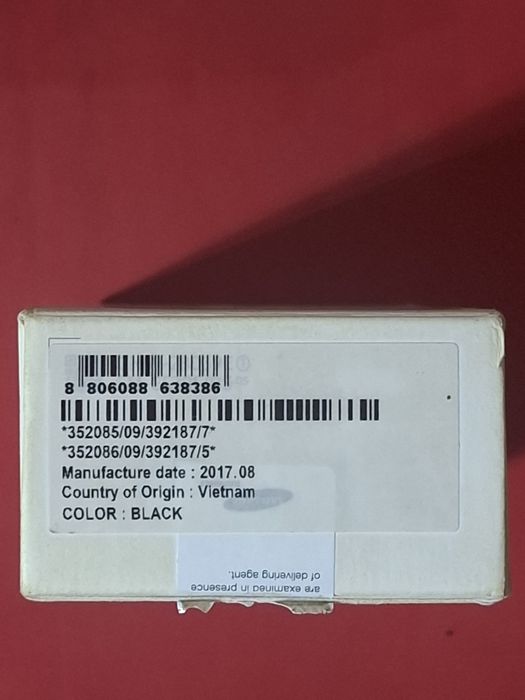 8 806088 638386
*352085/09/392187/7*
*352086/09/392187/5*
Manufacture date : 2017.08
Country of Origin : Vietnam
COLOR : BLACK
are examined in presence
of delivering agent.